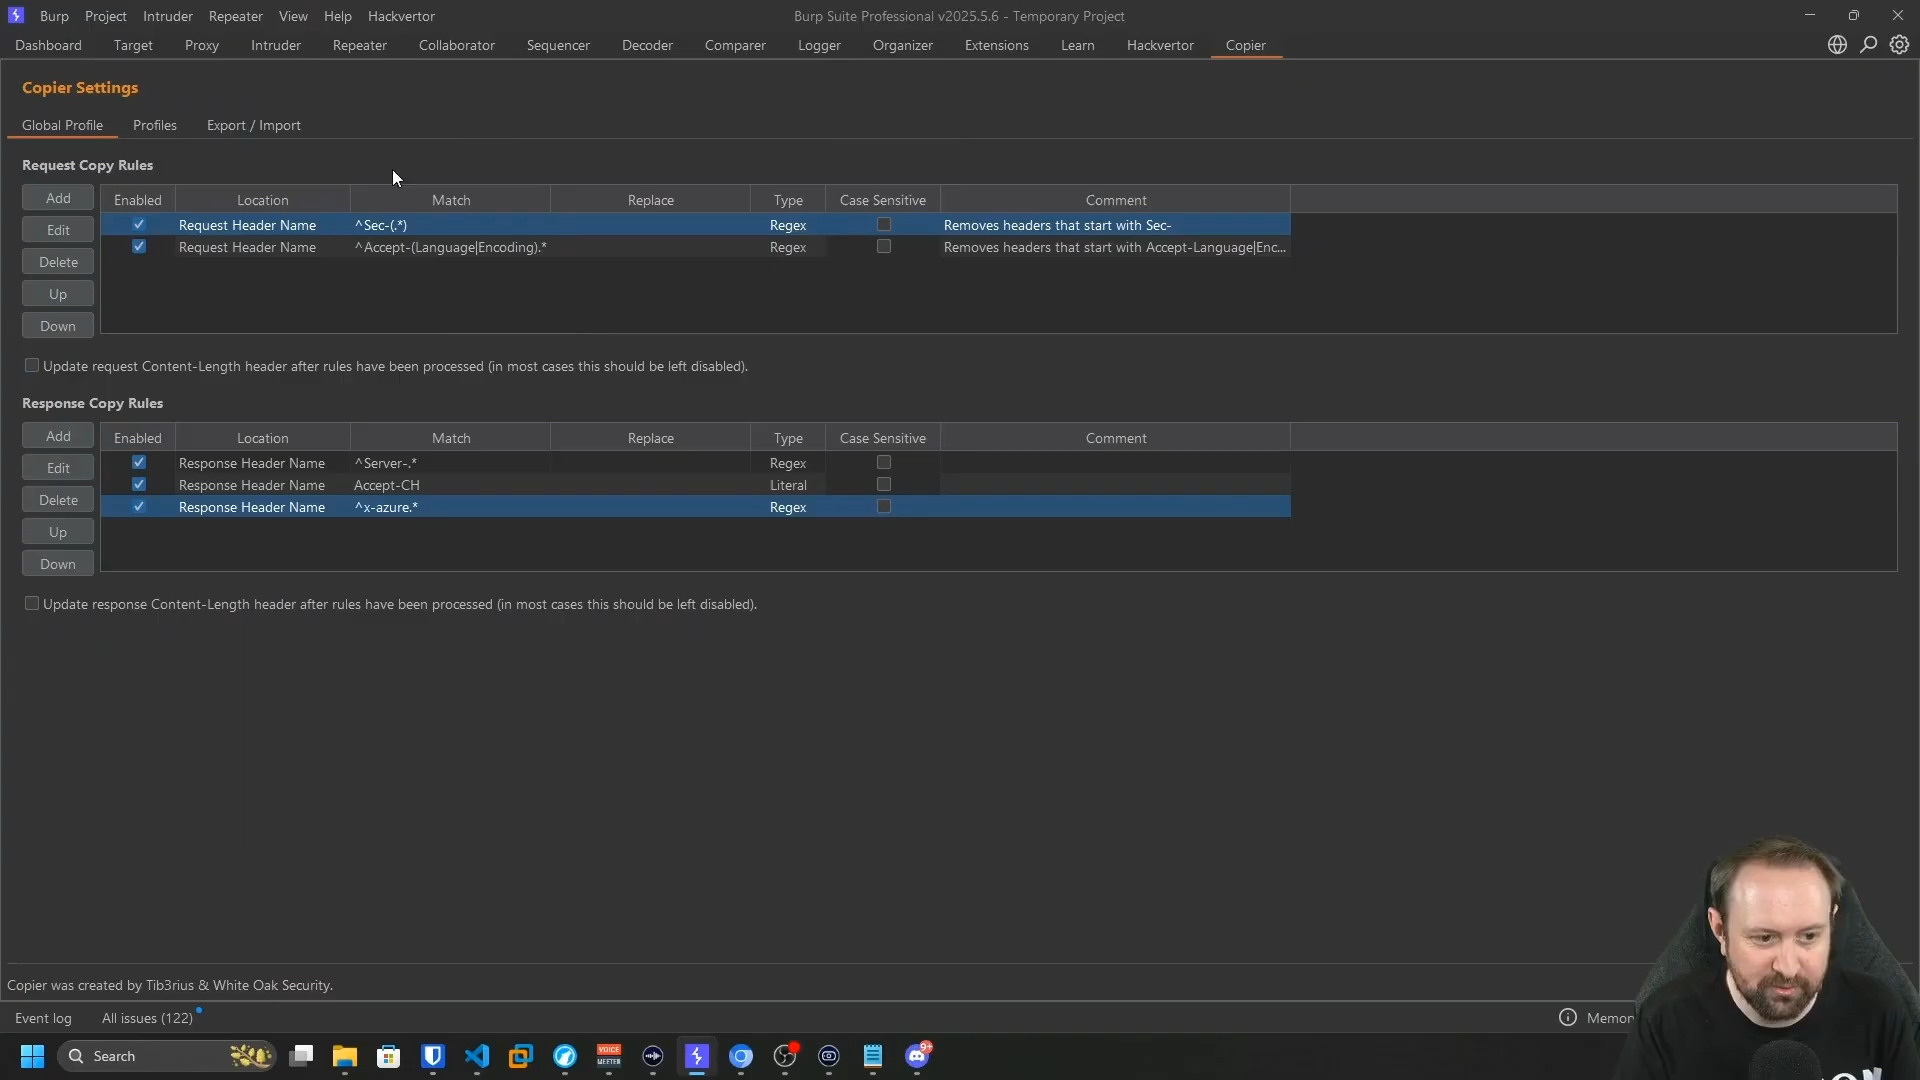 Burp Project Intruder Repeater View Help Hackvertor
Burp Suite Professional v2025.5.6 - Temporary Project
Dashboard Target Proxy Intruder Repeater Collaborator Sequencer Decoder Comparer Logger Organizer Extensions Learn Hackvertor Copier
Copier Settings
Global Profile Profiles Export / Import
Request Copy Rules
Add
Edit
Delete
Up
Down
Enabled Location Match Replace Type Case Sensitive Comment
Request Header Name ^Sec-(.*) Regex Removes headers that start with Sec-
Request Header Name ^Accept-(Language|Encoding).* Regex Removes headers that start with Accept-Language|Enc...
Update request Content-Length header after rules have been processed (in most cases this should be left disabled).
Response Copy Rules
Add
Edit
Delete
Up
Down
Enabled Location Match Replace Type Case Sensitive Comment
Response Header Name ^Server-.* Regex
Response Header Name Accept-CH Literal
Response Header Name ^x-azure.* Regex
Update response Content-Length header after rules have been processed (in most cases this should be left disabled).
Copier was created by Tib3rius & White Oak Security.
Event log All issues (122)
Search
VOICE
MEETER
9+